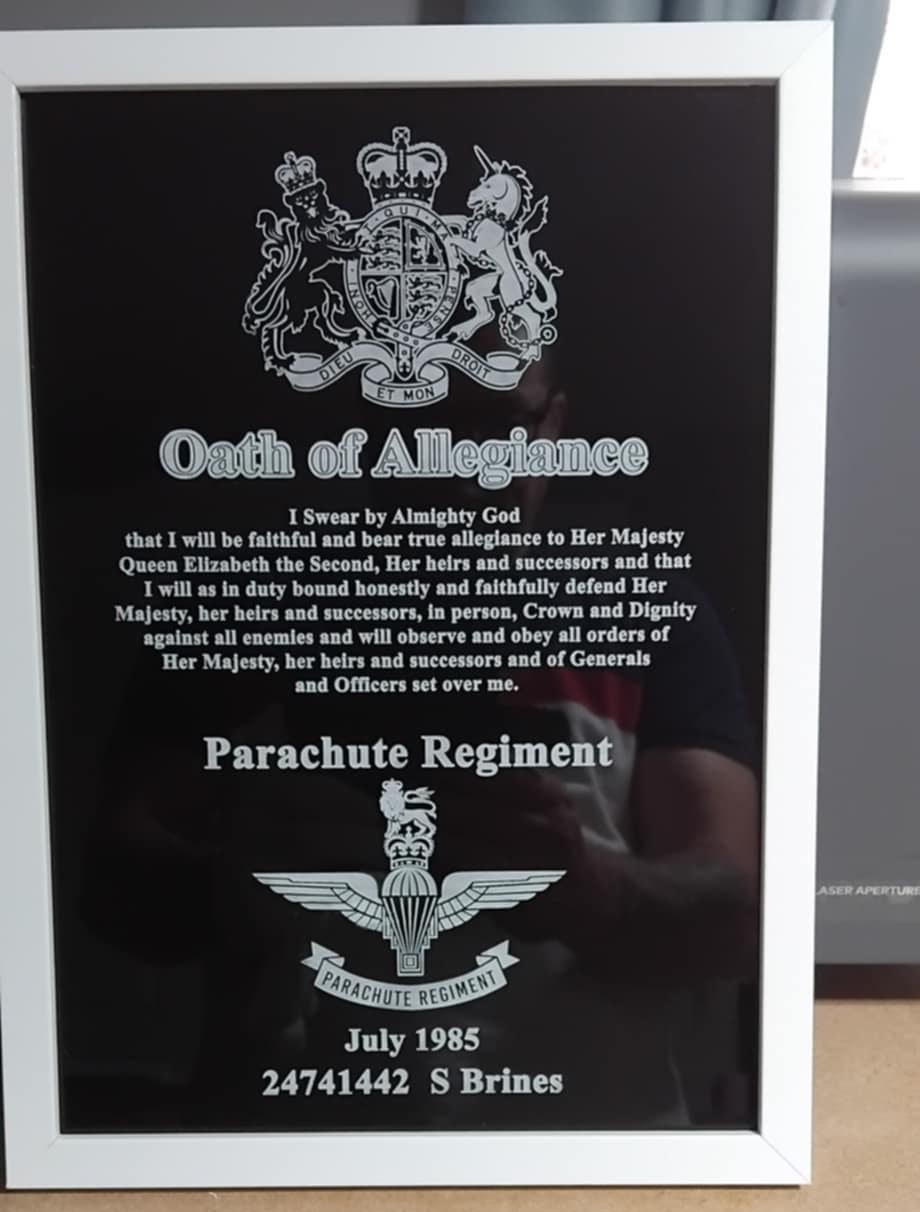 QUI · MA
HONI
PENSE
DIEU ET MON DROIT
Oath of Allegiance
I Swear by Almighty God
that I will be faithful and bear true allegiance to Her Majesty
Queen Elizabeth the Second, Her heirs and successors and that
I will as in duty bound honestly and faithfully defend Her
Majesty, her heirs and successors, in person, Crown and Dignity
against all enemies and will observe and obey all orders of
Her Majesty, her heirs and successors and of Generals
and Officers set over me.
Parachute Regiment
PARACHUTE REGIMENT
July 1985
24741442 S Brines
LASER APERTURE